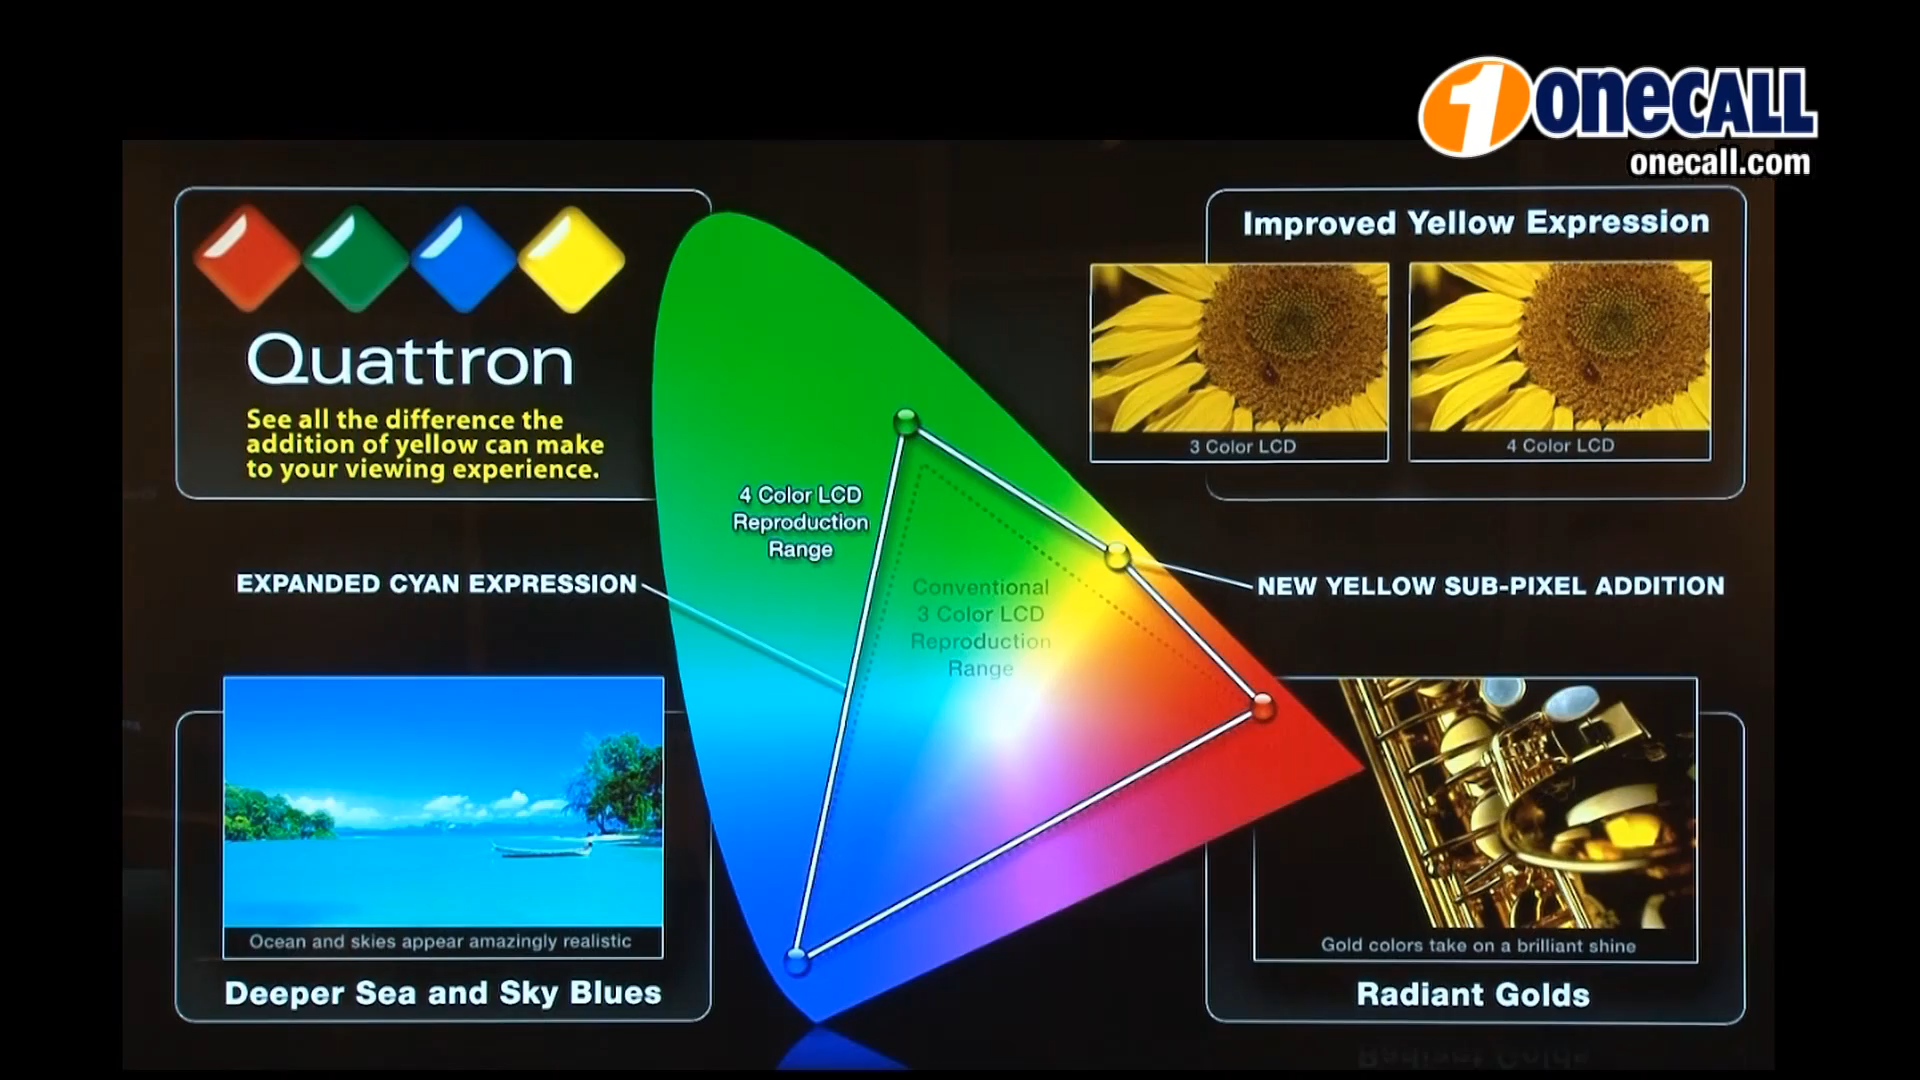 1 onecALL
onecall.com
Quattron
See all the difference the
addition of yellow can make
to your viewing experience.
Improved Yellow Expression
3 Color LCD
4 Color LCD
4 Color LCD
Reproduction
Range
Conventional
3 Color LCD
Reproduction
Range
EXPANDED CYAN EXPRESSION
NEW YELLOW SUB-PIXEL ADDITION
Ocean and skies appear amazingly realistic
Deeper Sea and Sky Blues
Gold colors take on a brilliant shine
Radiant Golds